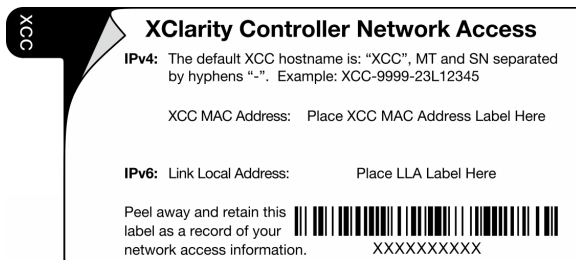 XCC
XClarity Controller Network Access
IPv4: The default XCC hostname is: “XCC”, MT and SN separated
by hyphens “-”. Example: XCC-9999-23L12345
XCC MAC Address: Place XCC MAC Address Label Here
IPv6: Link Local Address: Place LLA Label Here
Peel away and retain this
label as a record of your
network access information.
XXXXXXXXXX